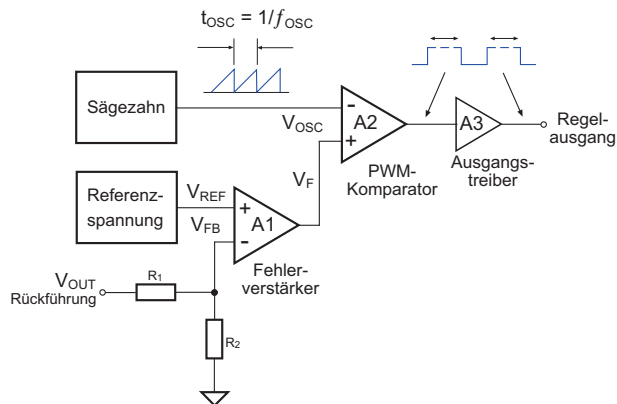 tOSC = 1/fOSC
Sägezahn
VOSC
-
A2
+
PWM-
Komparator
A3
Ausgangs-
treiber
Regel-
ausgang
VF
Referenz-
spannung
VREF
VFB
+
A1
-
Fehler-
verstärker
VOUT
Rückführung
R1
R2